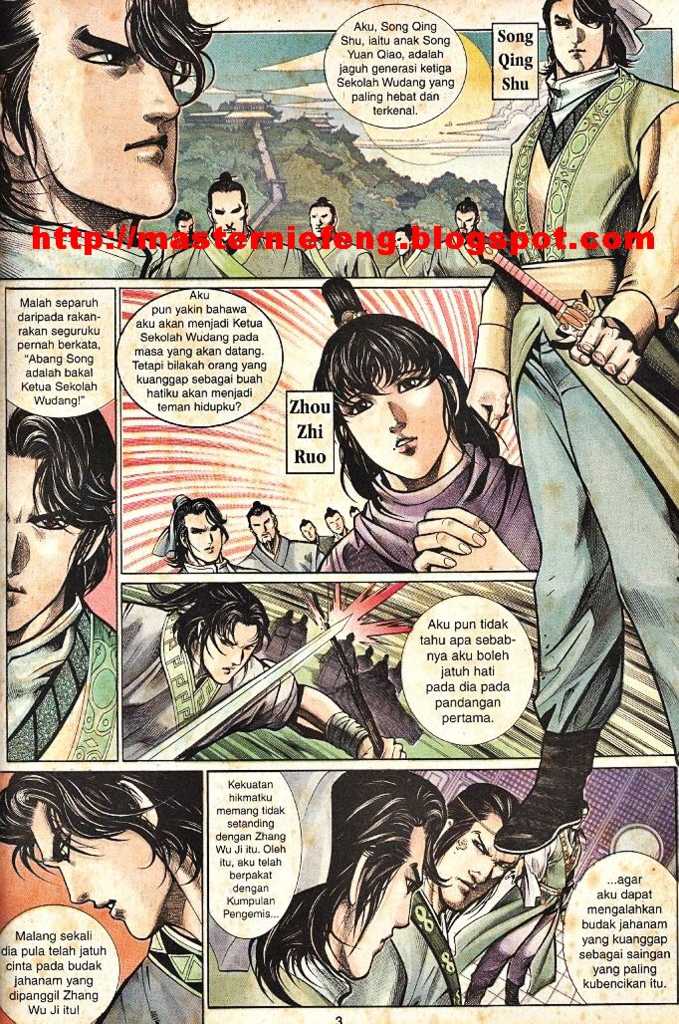 Aku, Song Qing
Shu, iaitu anak Song
Yuan Qiao, adalah
jaguh generasi ketiga
Sekolah Wudang yang
paling hebat dan
terkenal.
Song
Qing
Shu
http://masterniefeng.blogspot.com
Malah separuh
daripada rakan-
rakan seguruku
pernah berkata,
“Abang Song
adalah bakal
Ketua Sekolah
Wudang!”
Aku
pun yakin bahawa
aku akan menjadi Ketua
Sekolah Wudang pada
masa yang akan datang.
Tetapi bilakah orang yang
kuanggap sebagai buah
hatiku akan menjadi
teman hidupku?
Zhou
Zhi
Ruo
Aku pun tidak
tahu apa sebab-
nya aku boleh
jatuh hati
pada dia pada
pandangan
pertama.
Malang sekali
dia pula telah jatuh
cinta pada budak
jahanam yang
dipanggil Zhang
Wu Ji itu!
Kekuatan
hikmatku
memang tidak
setanding
dengan Zhang
Wu Ji. Oleh
itu, aku telah
berpakat
dengan
Kumpulan
Pengemis...
...agar
aku dapat
mengalahkan
budak jahanam
yang kuanggap
sebagai saingan
yang paling
kubencikan itu.
3